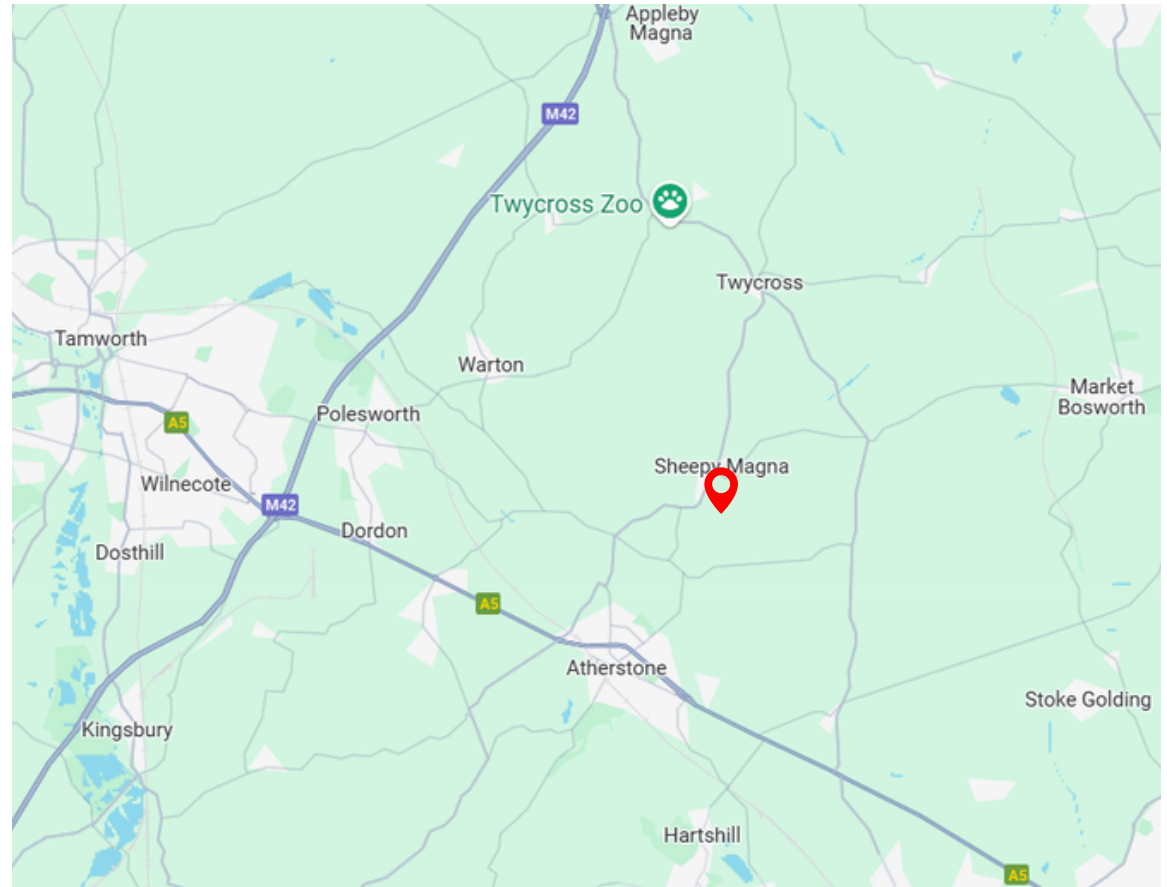 Appleby
Magna
M42
Twycross Zoo
Twycross
Tamworth
Warton
Market
Bosworth
Polesworth
A5
Sheepy Magna
Wilnecote
M42
Dordon
Dosthill
A5
Atherstone
Stoke Golding
Kingsbury
Hartshill
A5